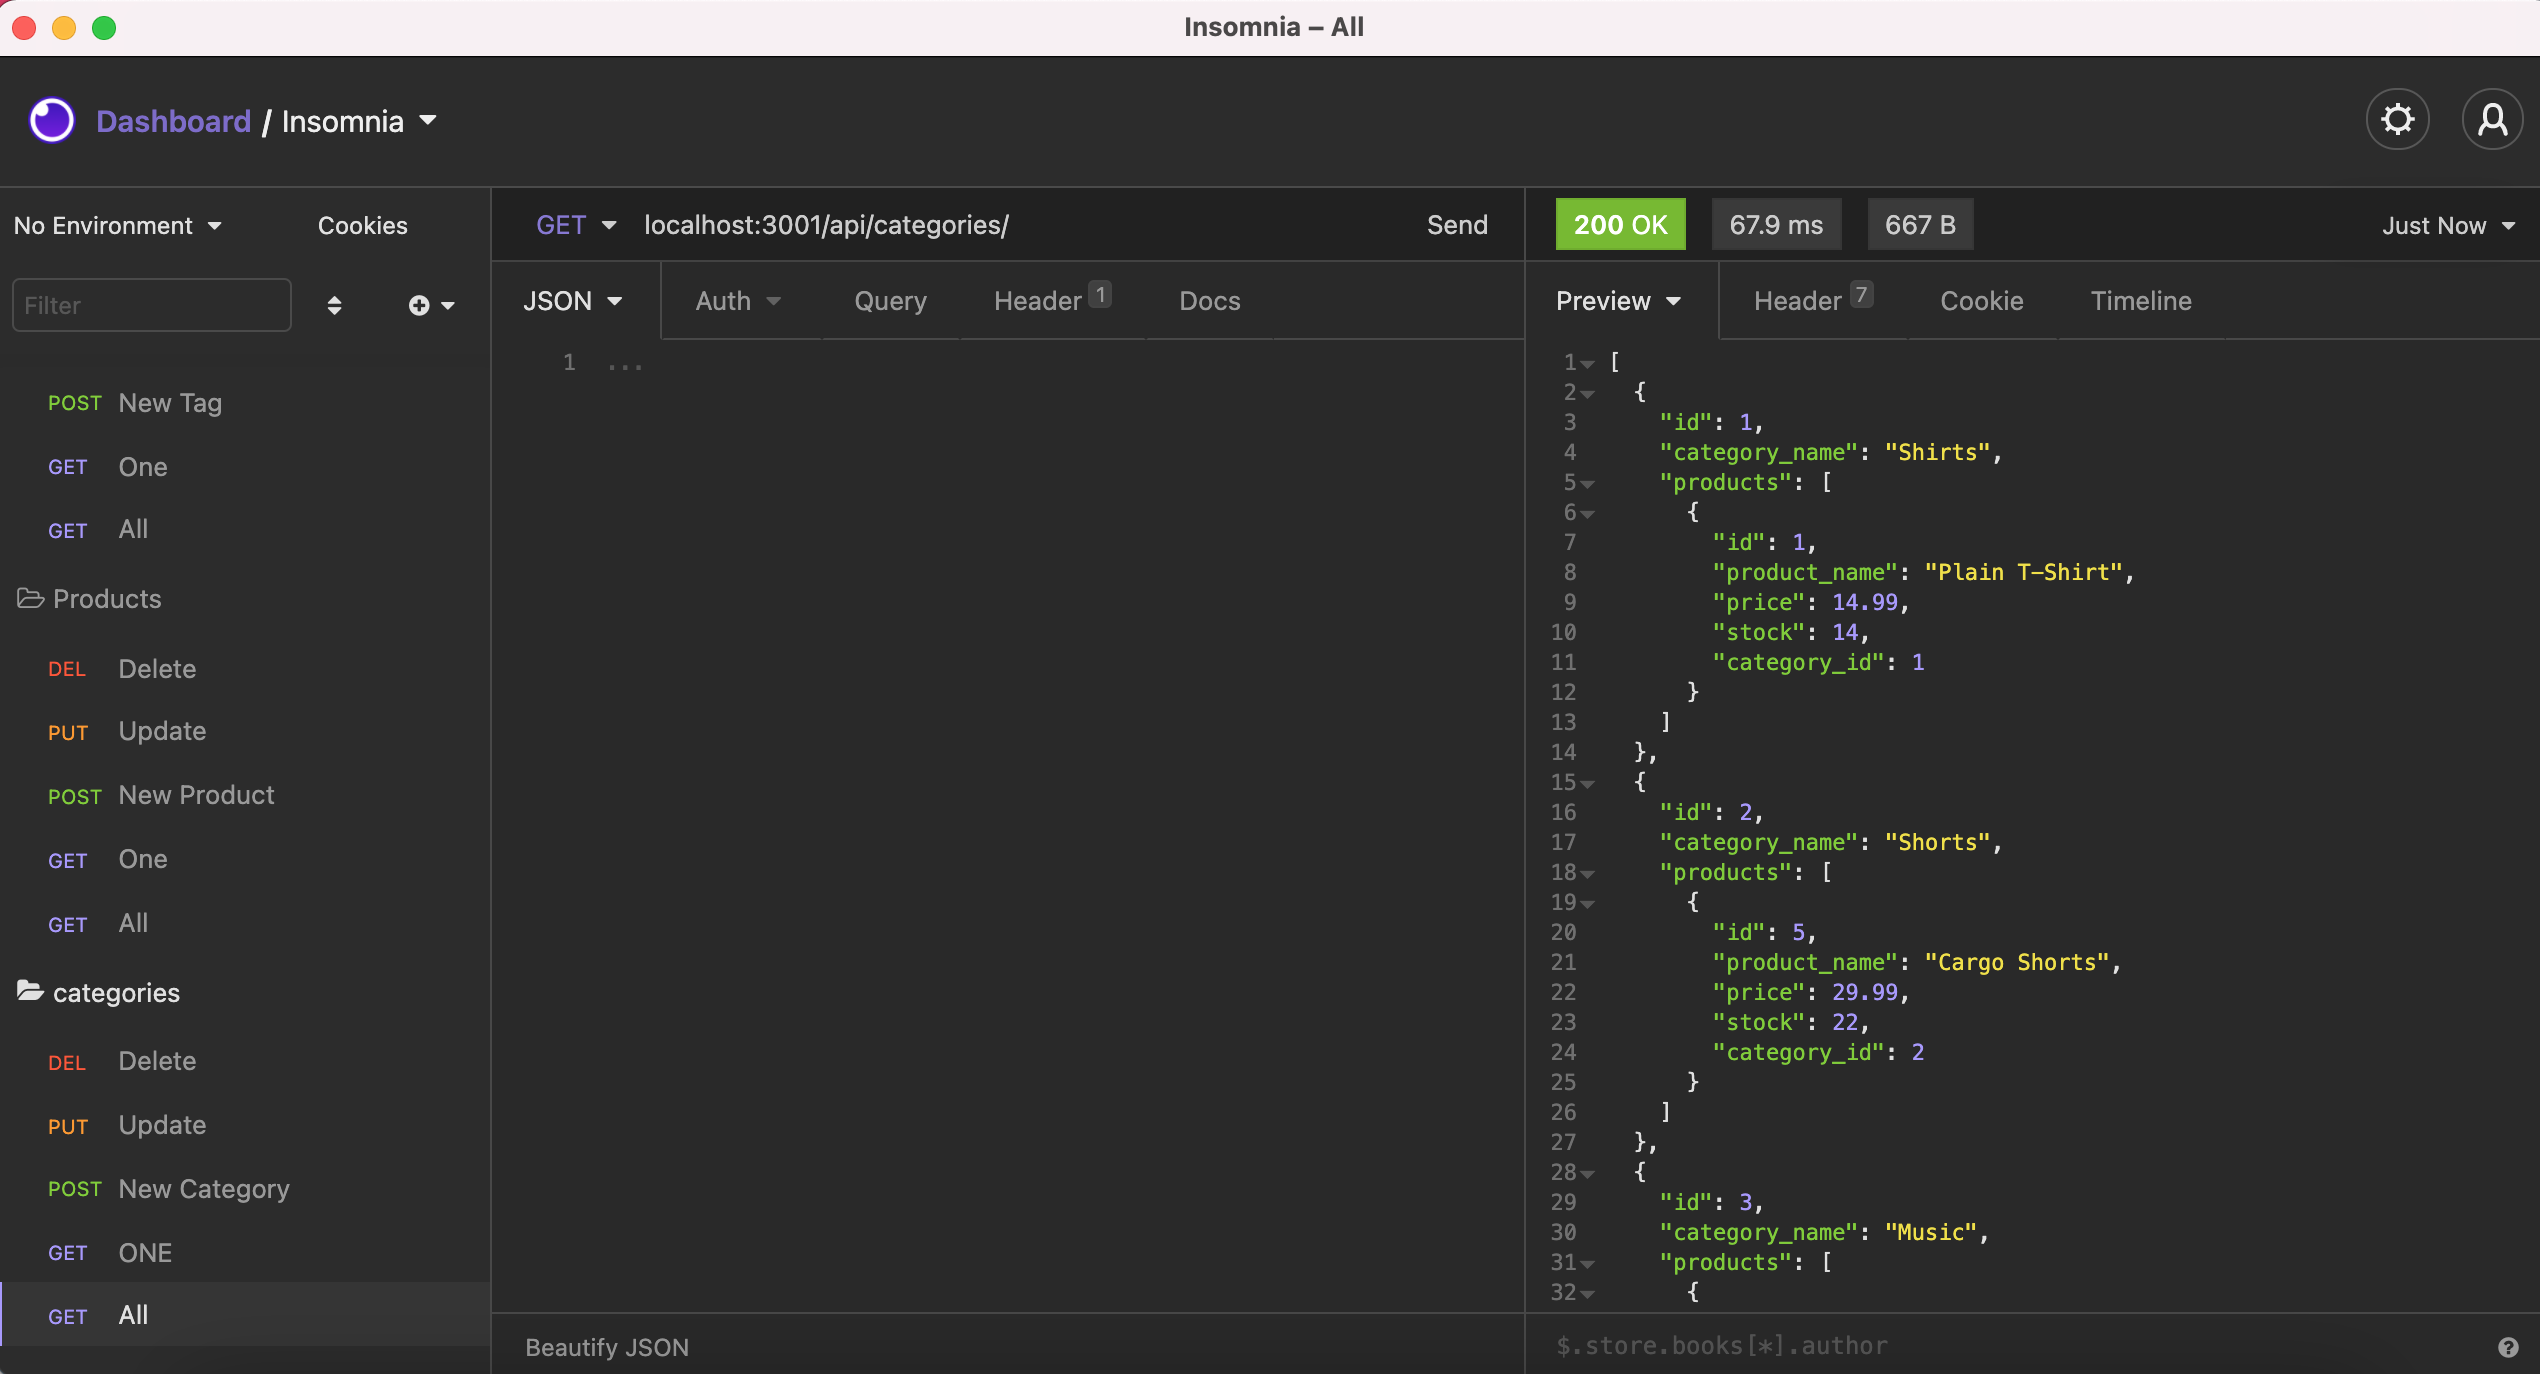 Insomnia – All
Dashboard / Insomnia
No Environment
Cookies
Filter
POST New Tag
GET One
GET All
Products
DEL Delete
PUT Update
POST New Product
GET One
GET All
categories
DEL Delete
PUT Update
POST New Category
GET ONE
GET All
GET localhost:3001/api/categories/ Send
JSON Auth Query Header 1 Docs
1 ...
Beautify JSON
200 OK 67.9 ms 667 B Just Now
Preview Header 7 Cookie Timeline
1 [
2 {
3 "id": 1,
4 "category_name": "Shirts",
5 "products": [
6 {
7 "id": 1,
8 "product_name": "Plain T-Shirt",
9 "price": 14.99,
10 "stock": 14,
11 "category_id": 1
12 }
13 ]
14 },
15 {
16 "id": 2,
17 "category_name": "Shorts",
18 "products": [
19 {
20 "id": 5,
21 "product_name": "Cargo Shorts",
22 "price": 29.99,
23 "stock": 22,
24 "category_id": 2
25 }
26 ]
27 },
28 {
29 "id": 3,
30 "category_name": "Music",
31 "products": [
32 {
$.store.books[*].author
?